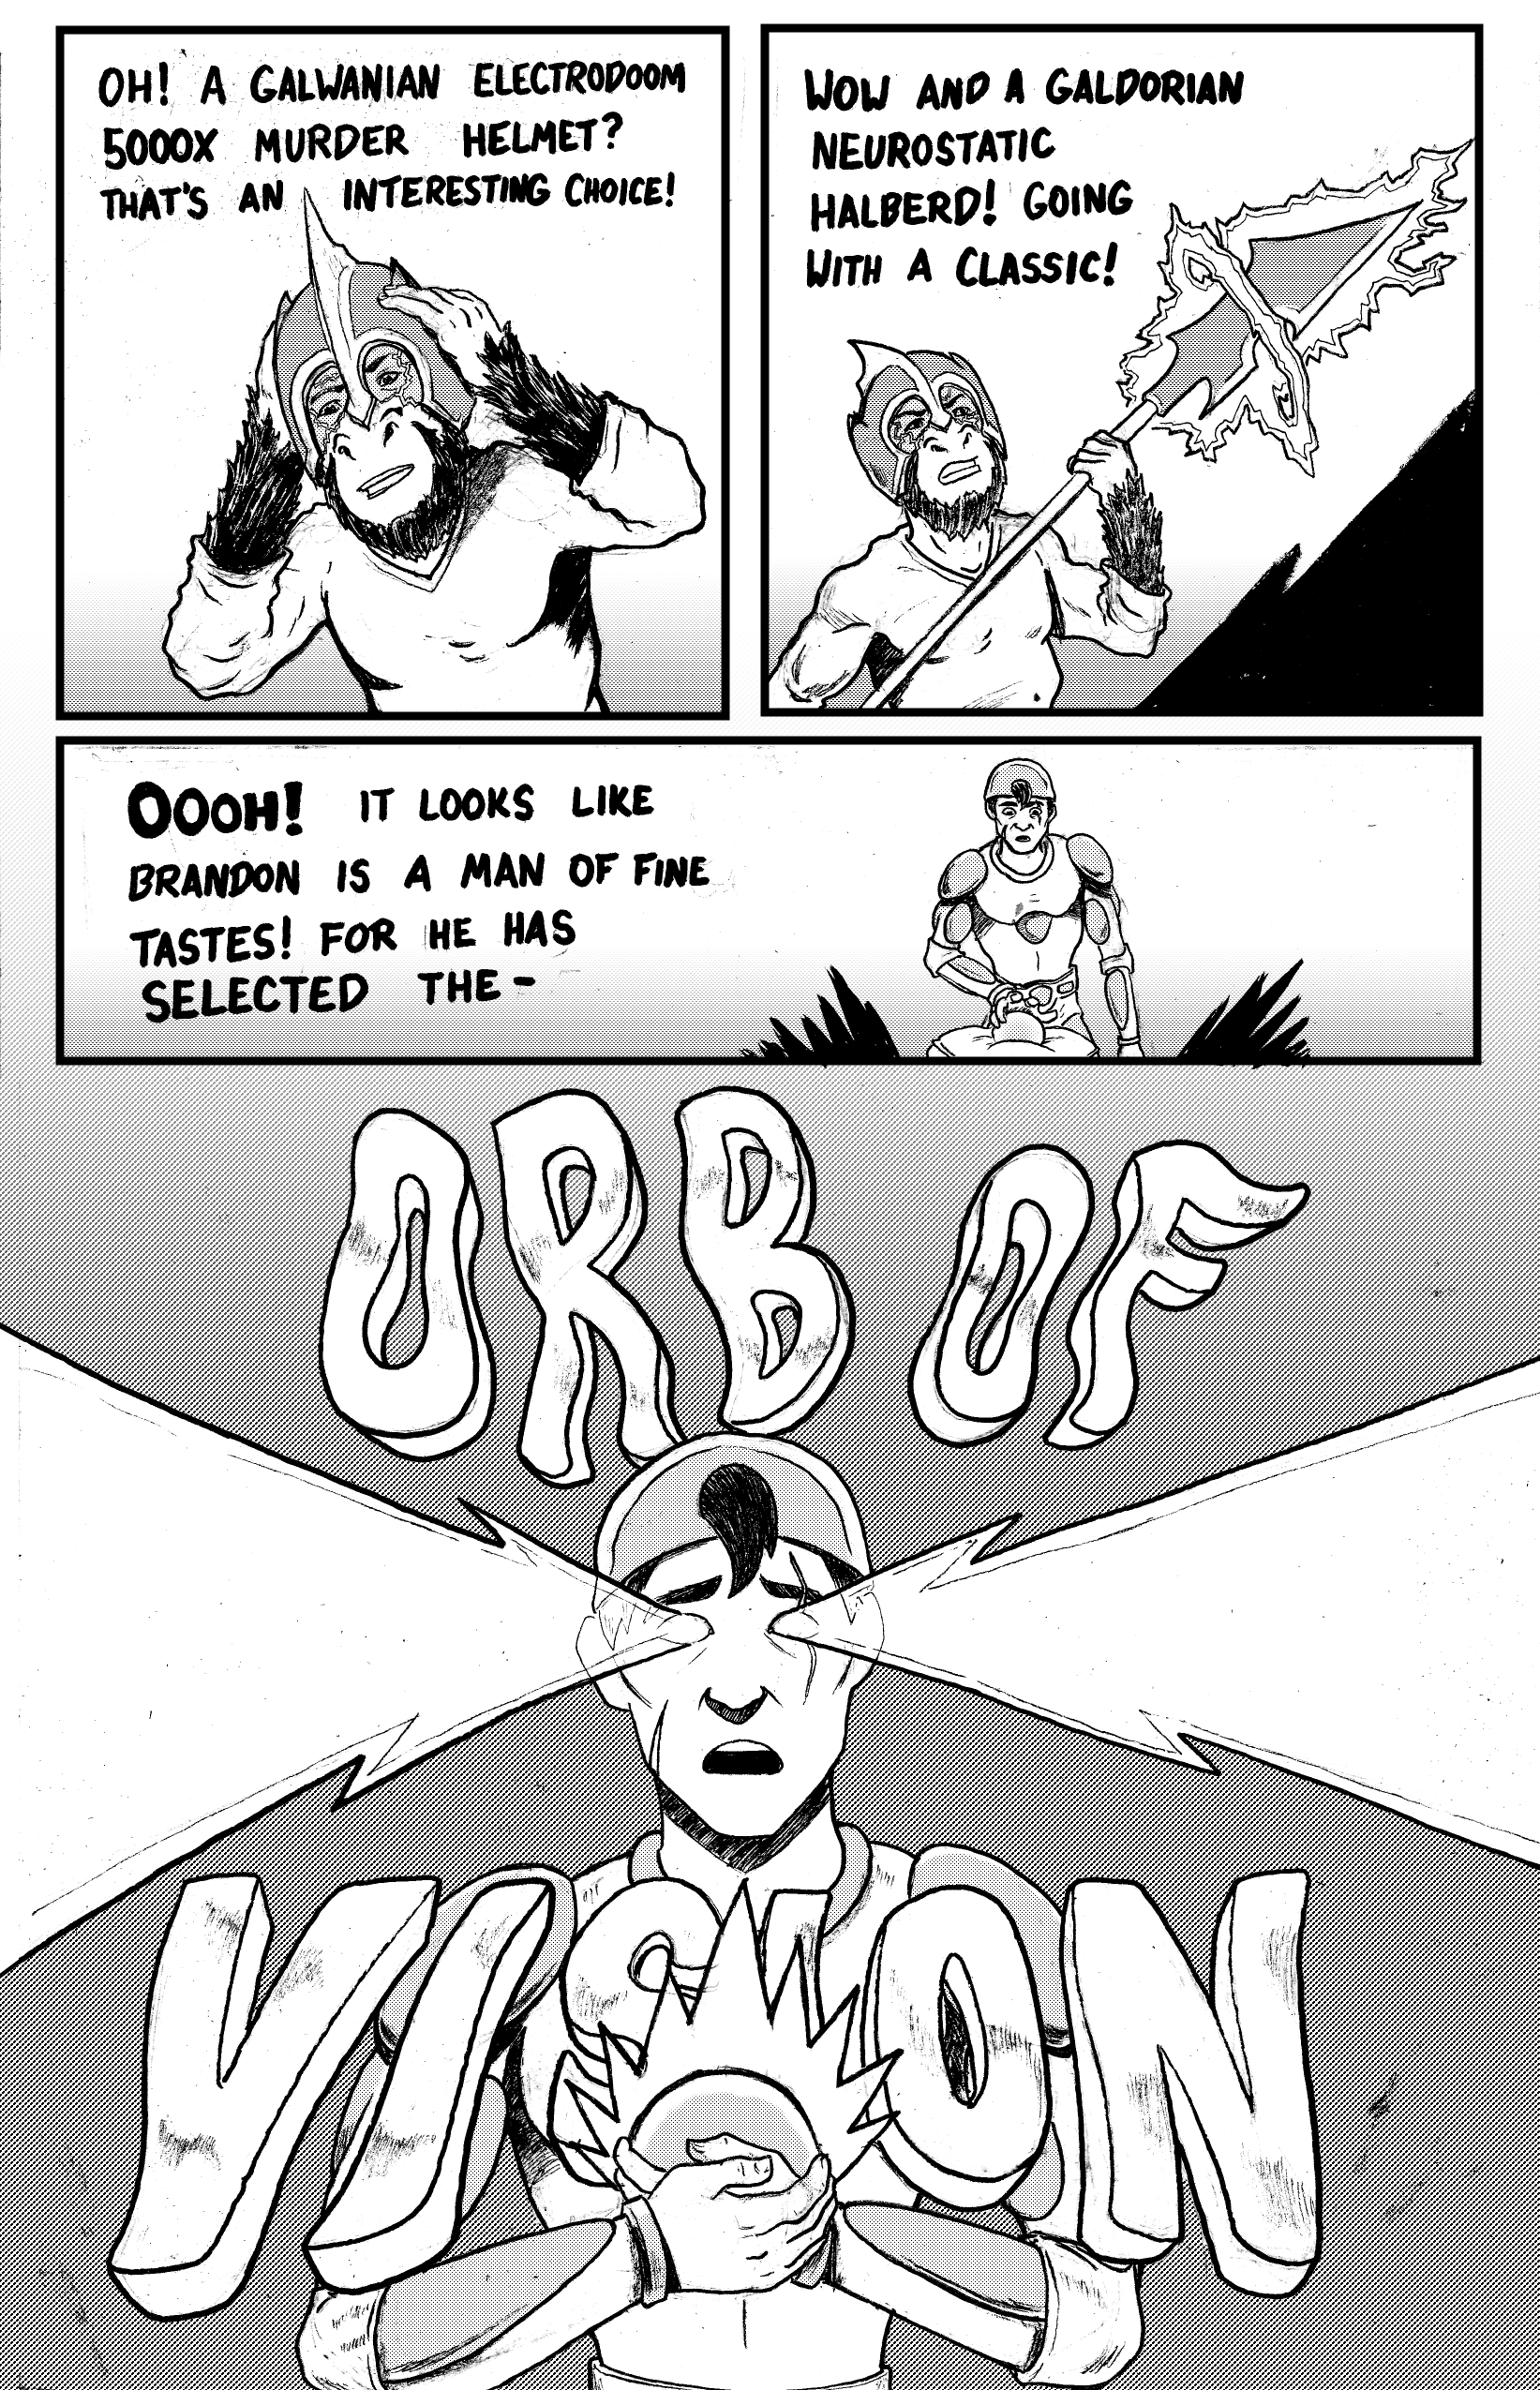 OH! A GALWANIAN ELECTRODOOM
5000X MURDER HELMET?
THAT'S AN INTERESTING CHOICE!
WOW AND A GALDORIAN
NEUROSTATIC
HALBERD! GOING
WITH A CLASSIC!
OOOH! IT LOOKS LIKE
BRANDON IS A MAN OF FINE
TASTES! FOR HE HAS
SELECTED THE-
ORB OF
VISION